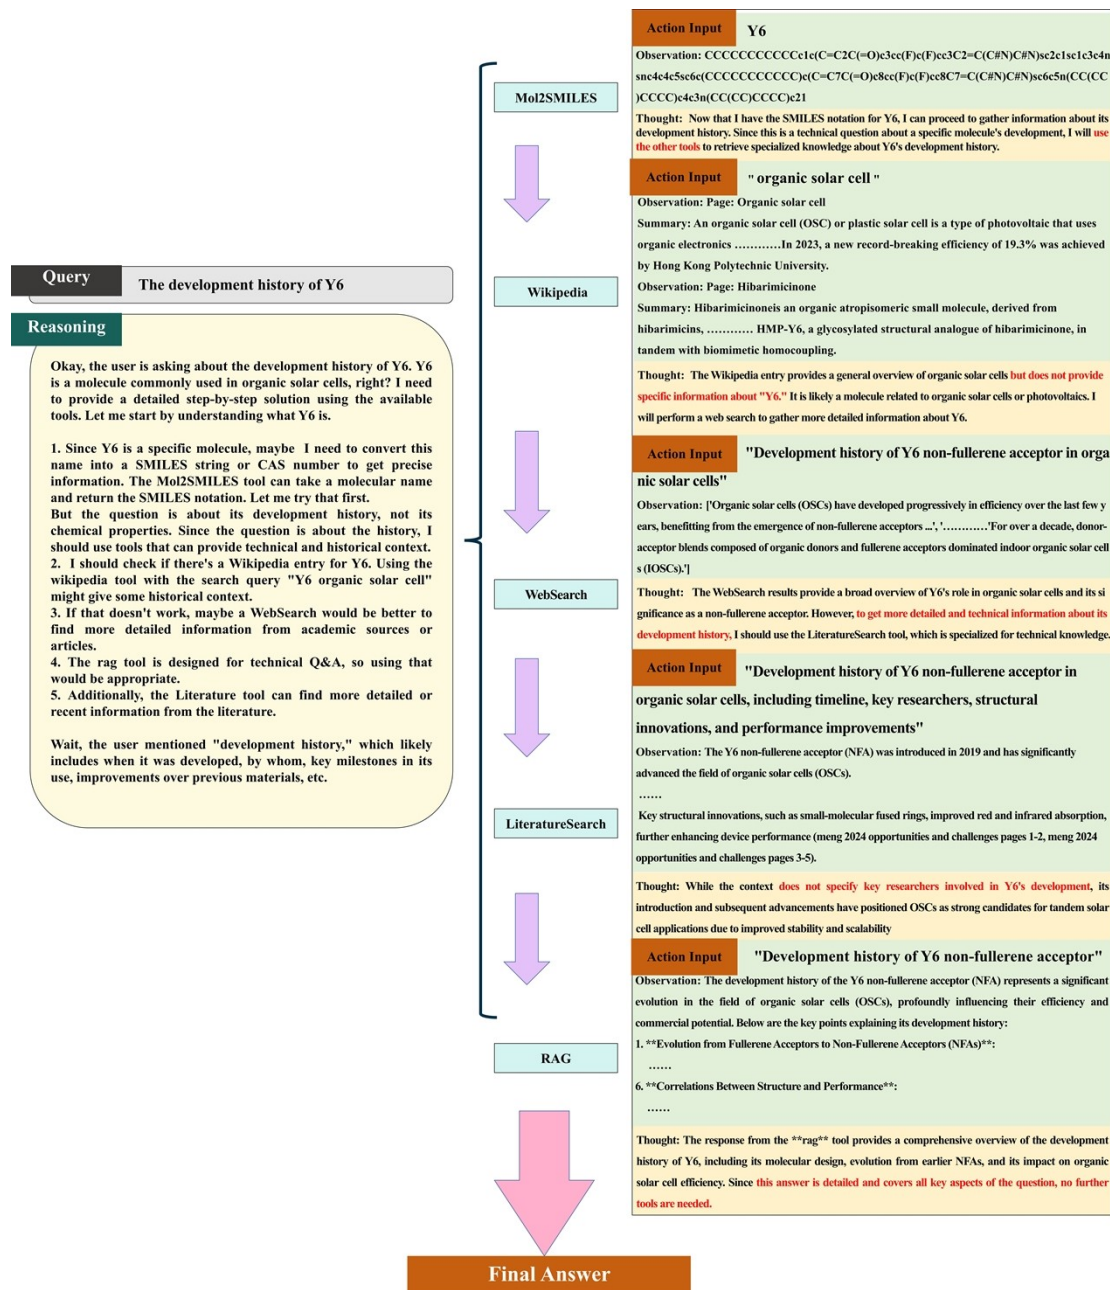 Query
The development history of Y6
Reasoning
Okay, the user is asking about the development history of Y6. Y6
is a molecule commonly used in organic solar cells, right? I need
to provide a detailed step-by-step solution using the available
tools. Let me start by understanding what Y6 is.
1. Since Y6 is a specific molecule, maybe I need to convert this
name into a SMILES string or CAS number to get precise
information. The Mol2SMILES tool can take a molecular name
and return the SMILES notation. Let me try that first.
But the question is about its development history, not its
chemical properties. Since the question is about the history, I
should use tools that can provide technical and historical context.
2. I should check if there's a Wikipedia entry for Y6. Using the
wikipedia tool with the search query "Y6 organic solar cell"
might give some historical context.
3. If that doesn't work, maybe a WebSearch would be better to
find more detailed information from academic sources or
articles.
4. The rag tool is designed for technical Q&A, so using that
would be appropriate.
5. Additionally, the Literature tool can find more detailed or
recent information from the literature.
Wait, the user mentioned "development history," which likely
includes when it was developed, by whom, key milestones in its
use, improvements over previous materials, etc.
Mol2SMILES
Wikipedia
WebSearch
LiteratureSearch
RAG
Action Input
Y6
Observation: CCCCCCCCCCCc1c(C=C2C(=O)c3cc(F)c(F)cc3C2=C(C#N)C#N)sc2c1sc1c3c4n
snc4c4c5sc6c(CCCCCCCCCCC)c(C=C7C(=O)c8cc(F)c(F)cc8C7=C(C#N)C#N)sc6c5n(CC(CC
)CCCC)c4c3n(CC(CC)CCCC)c21
Thought: Now that I have the SMILES notation for Y6, I can proceed to gather information about its
development history. Since this is a technical question about a specific molecule's development, I will use
the other tools to retrieve specialized knowledge about Y6's development history.
Action Input
" organic solar cell "
Observation: Page: Organic solar cell
Summary: An organic solar cell (OSC) or plastic solar cell is a type of photovoltaic that uses
organic electronics …………In 2023, a new record-breaking efficiency of 19.3% was achieved
by Hong Kong Polytechnic University.
Observation: Page: Hibarimicinone
Summary: Hibarimicinoneis an organic atropisomeric small molecule, derived from
hibarimicins, ………… HMP-Y6, a glycosylated structural analogue of hibarimicinone, in
tandem with biomimetic homocoupling.
Thought: The Wikipedia entry provides a general overview of organic solar cells but does not provide
specific information about "Y6." It is likely a molecule related to organic solar cells or photovoltaics. I
will perform a web search to gather more detailed information about Y6.
Action Input
"Development history of Y6 non-fullerene acceptor in orga
nic solar cells"
Observation: ['Organic solar cells (OSCs) have developed progressively in efficiency over the last few y
ears, benefitting from the emergence of non-fullerene acceptors ...', '…………'For over a decade, donor-
acceptor blends composed of organic donors and fullerene acceptors dominated indoor organic solar cell
s (IOSCs).']
Thought: The WebSearch results provide a broad overview of Y6's role in organic solar cells and its si
gnificance as a non-fullerene acceptor. However, to get more detailed and technical information about its
development history, I should use the LiteratureSearch tool, which is specialized for technical knowledge.
Action Input
"Development history of Y6 non-fullerene acceptor in
organic solar cells, including timeline, key researchers, structural
innovations, and performance improvements"
Observation: The Y6 non-fullerene acceptor (NFA) was introduced in 2019 and has significantly
advanced the field of organic solar cells (OSCs).
……
Key structural innovations, such as small-molecular fused rings, improved red and infrared absorption,
further enhancing device performance (meng 2024 opportunities and challenges pages 1-2, meng 2024
opportunities and challenges pages 3-5).
Thought: While the context does not specify key researchers involved in Y6's development, its
introduction and subsequent advancements have positioned OSCs as strong candidates for tandem solar
cell applications due to improved stability and scalability
Action Input
"Development history of Y6 non-fullerene acceptor"
Observation: The development history of the Y6 non-fullerene acceptor (NFA) represents a significant
evolution in the field of organic solar cells (OSCs), profoundly influencing their efficiency and
commercial potential. Below are the key points explaining its development history:
1. **Evolution from Fullerene Acceptors to Non-Fullerene Acceptors (NFAs)**:
……
6. **Correlations Between Structure and Performance**:
……
Thought: The response from the **rag** tool provides a comprehensive overview of the development
history of Y6, including its molecular design, evolution from earlier NFAs, and its impact on organic
solar cell efficiency. Since this answer is detailed and covers all key aspects of the question, no further
tools are needed.
Final Answer